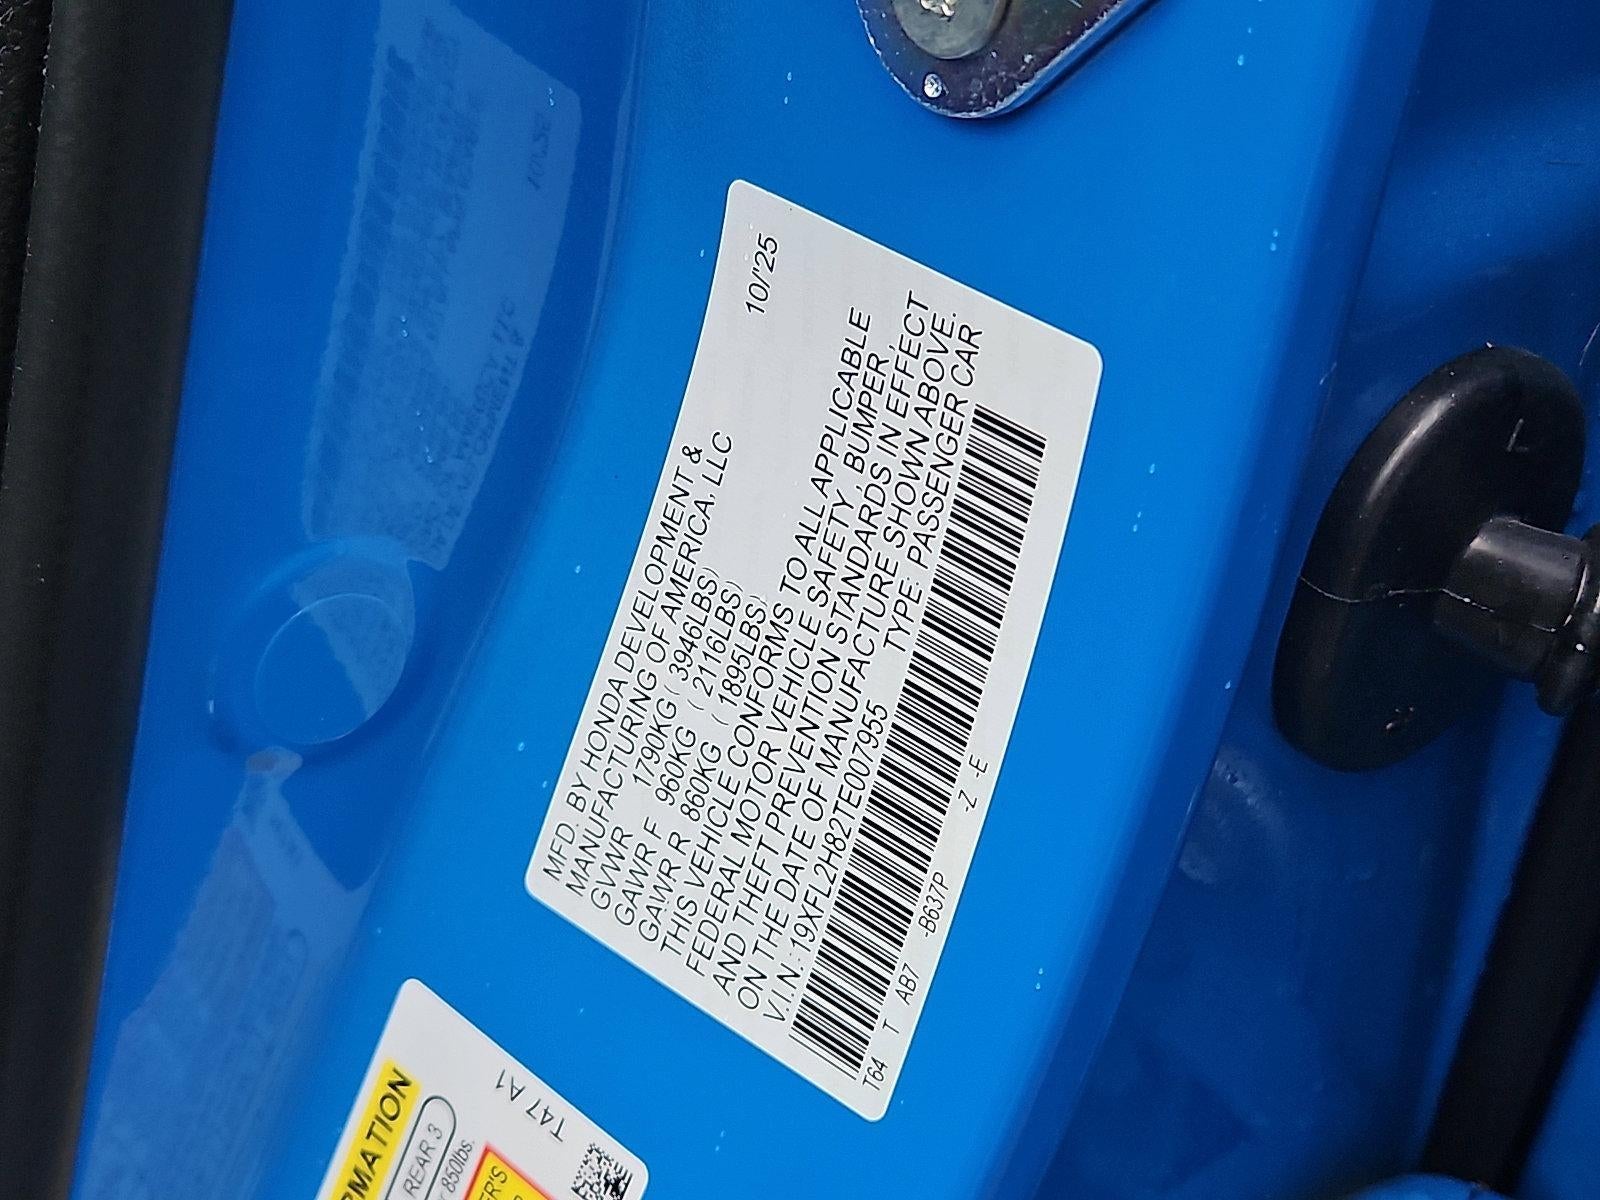 MFD. BY HONDA DEVELOPMENT &
MANUFACTURING OF AMERICA, LLC 10/'25
GVWR 1790KG ( 3946LBS)
GAWR F 960KG ( 2116LBS)
GAWR R 860KG ( 1895LBS)
THIS VEHICLE CONFORMS TO ALL APPLICABLE
FEDERAL MOTOR VEHICLE SAFETY, BUMPER,
AND THEFT PREVENTION STANDARDS IN EFFECT
ON THE DATE OF MANUFACTURE SHOWN ABOVE.
V.I.N.:19XFL2H82TE007955 TYPE: PASSENGER CAR
T64 T AB7 -B637P -Z -E
REAR 3
850lbs.
T47 A1
L